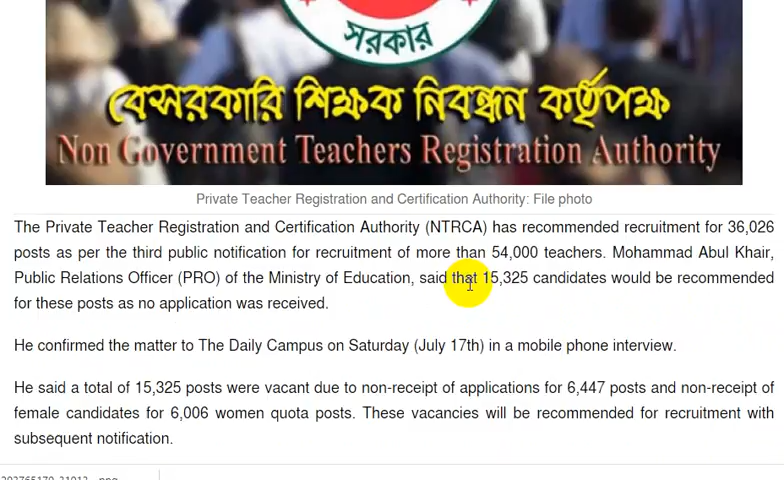 সরকার
বেসরকারি শিক্ষক নিবন্ধন কর্তৃপক্ষ
Non Government Teachers Registration Authority
Private Teacher Registration and Certification Authority: File photo
The Private Teacher Registration and Certification Authority (NTRCA) has recommended recruitment for 36,026
posts as per the third public notification for recruitment of more than 54,000 teachers. Mohammad Abul Khair,
Public Relations Officer (PRO) of the Ministry of Education, said that 15,325 candidates would be recommended
for these posts as no application was received.
He confirmed the matter to The Daily Campus on Saturday (July 17th) in a mobile phone interview.
He said a total of 15,325 posts were vacant due to non-receipt of applications for 6,447 posts and non-receipt of
female candidates for 6,006 women quota posts. These vacancies will be recommended for recruitment with
subsequent notification.